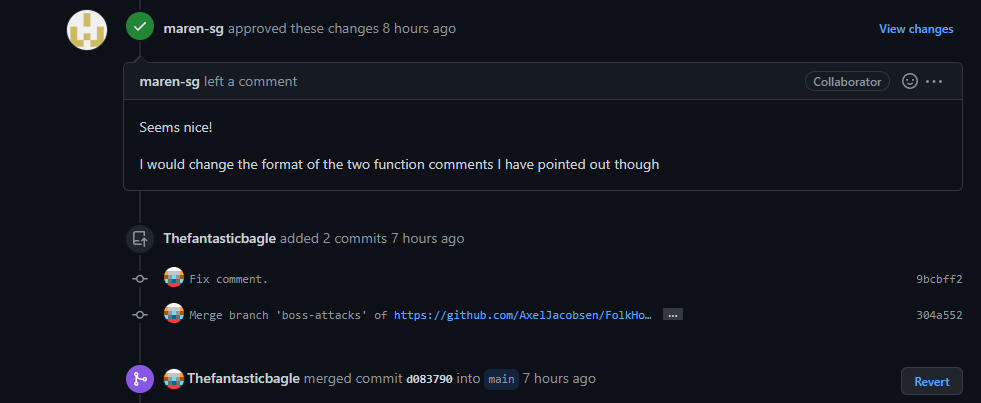 maren-sg approved these changes 8 hours ago
View changes
maren-sg left a comment
Collaborator
Seems nice!
I would change the format of the two function comments I have pointed out though
Thefantasticbagle added 2 commits 7 hours ago
Fix comment.
9bcbff2
Merge branch 'boss-attacks' of https://github.com/AxelJacobsen/FolkHo… ...
304a552
Thefantasticbagle merged commit d083790 into main 7 hours ago
Revert